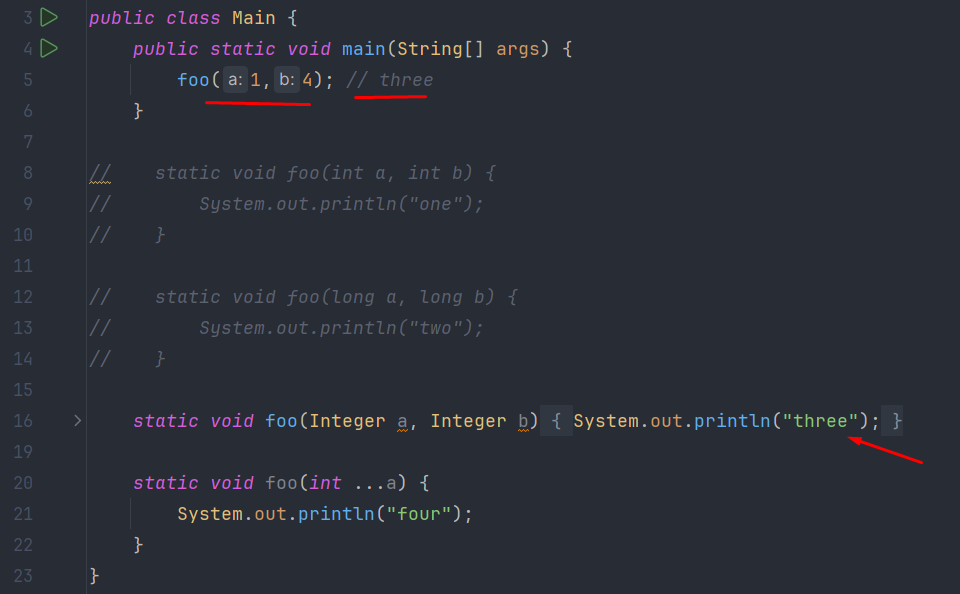 3 public class Main {
4 public static void main(String[] args) {
5 foo( a: 1, b: 4); // three
6 }
7
8 // static void foo(int a, int b) {
9 // System.out.println("one");
10 // }
11
12 // static void foo(long a, long b) {
13 // System.out.println("two");
14 // }
15
16 static void foo(Integer a, Integer b) { System.out.println("three"); }
19
20 static void foo(int ...a) {
21 System.out.println("four");
22 }
23 }